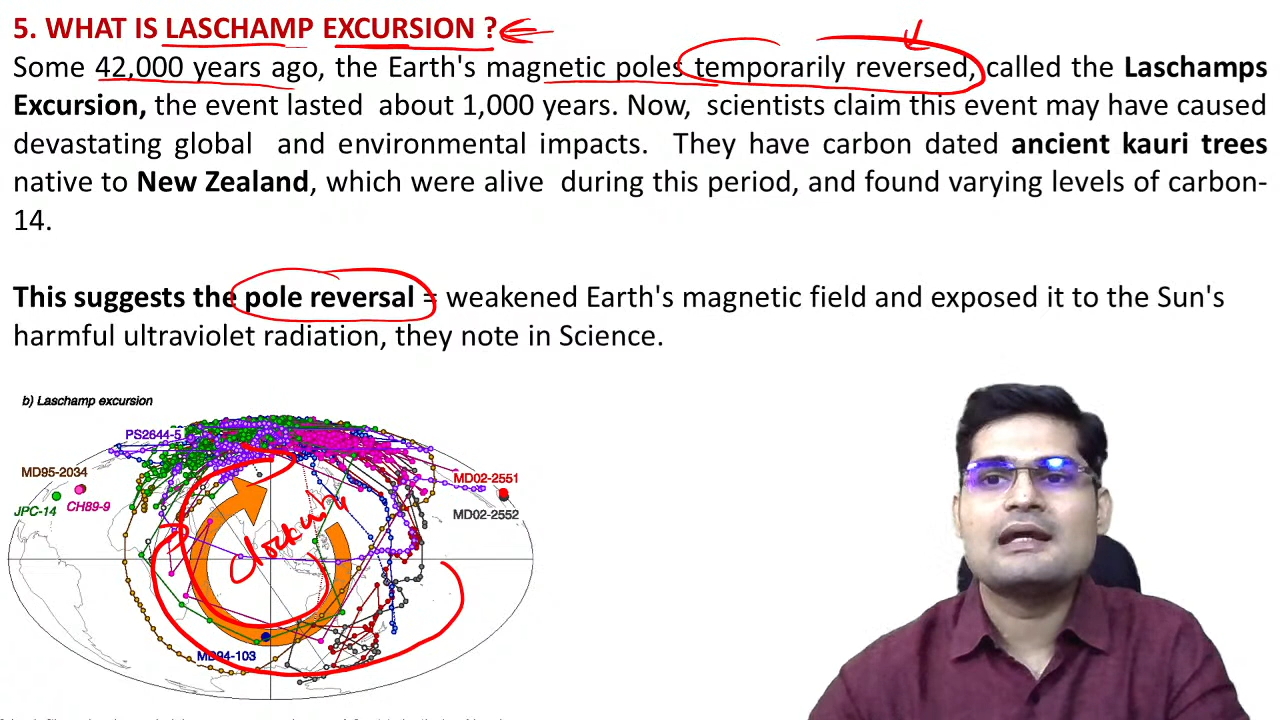 5. WHAT IS LASCHAMP EXCURSION ?
Some 42,000 years ago, the Earth's magnetic poles temporarily reversed, called the Laschamps
Excursion, the event lasted about 1,000 years. Now, scientists claim this event may have caused
devastating global and environmental impacts. They have carbon dated ancient kauri trees
native to New Zealand, which were alive during this period, and found varying levels of carbon-
14.
This suggests the pole reversal = weakened Earth's magnetic field and exposed it to the Sun's
harmful ultraviolet radiation, they note in Science.
b) Laschamp excursion
PS2644-5
MD95-2034
MD02-2551
JPC-14 CH89-9
MD02-2552
MD94-103